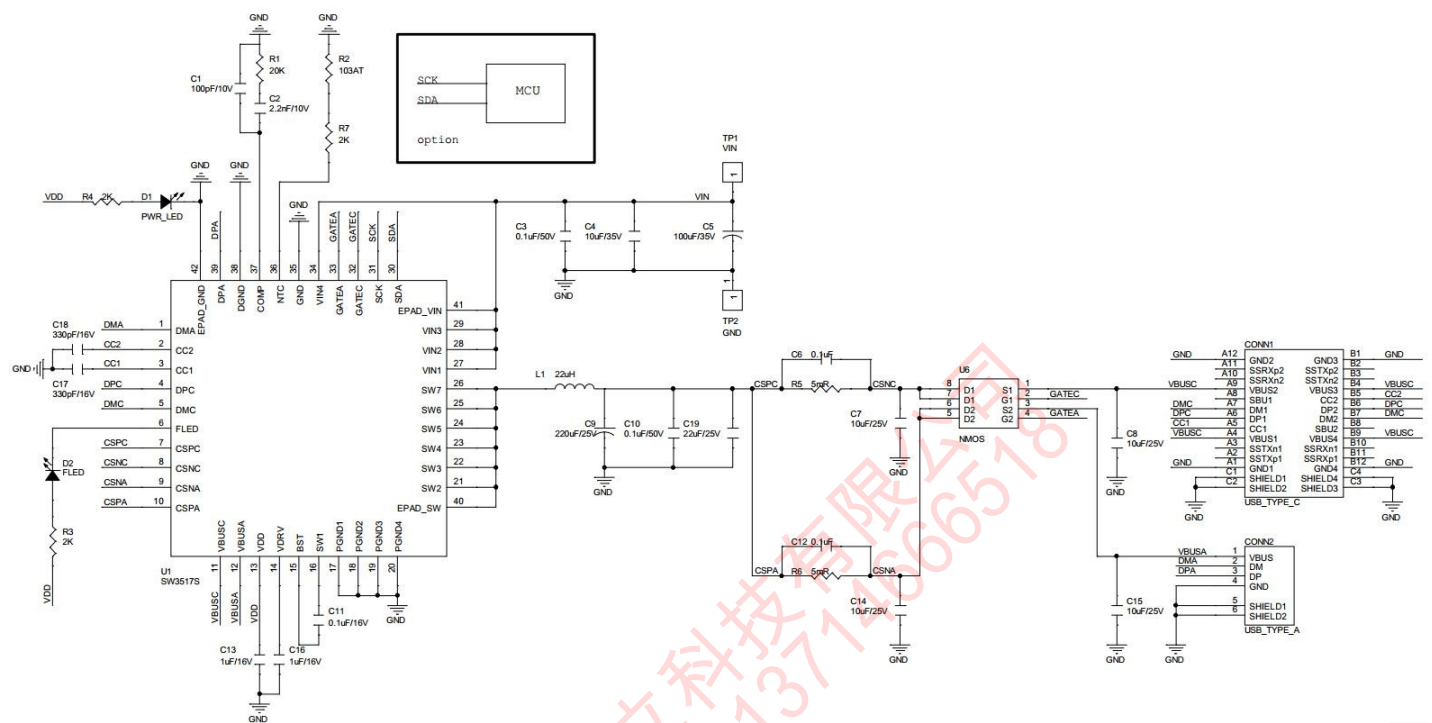 GND
C1
100pF/10V
R1
20K
C2
2.2nF/10V
GND
R2
103AT
R7
2K
SCK
SDA
MCU
option
TP1
VIN
1
VDD
R4
2K
D1
PWR_LED
GND
GND
GND
DPA
GATEA
GATEC
SCK
SDA
VIN
C3
0.1uF/50V
C4
10uF/35V
C5
100uF/35V
GND
1
1
TP2
GND
42
39
38
37
36
35
34
33
32
31
30
EPAD_GND
DPA
DGND
COMP
NTC
GND
VIN4
GATEA
GATEC
SCK
SDA
C18
330pF/16V
GND
C17
330pF/16V
DMA 1 DMA
CC2 2 CC2
CC1 3 CC1
DPC 4 DPC
DMC 5 DMC
6 FLED
CSPC 7 CSPC
CSNC 8 CSNC
CSNA 9 CSNA
CSPA 10 CSPA
EPAD_VIN 41
VIN3 29
VIN2 28
VIN1 27
SW7 26
SW6 25
SW5 24
SW4 23
SW3 22
SW2 21
EPAD_SW 40
D2
FLED
R3
2K
VDD
U1
SW3517S
VBUSC
VBUSA
VDD
VDRV
BST
SW1
PGND1
PGND2
PGND3
PGND4
11
12
13
14
15
16
17
18
19
20
VBUSC
VBUSA
VDD
C11
0.1uF/16V
GND
C13
1uF/16V
C16
1uF/16V
GND
L1 22uH
C9
220uF/25V
C10
0.1uF/50V
C19
22uF/25V
GND
C6 0.1uF
CSPC
R5 5mR
CSNC
C7
10uF/25V
GND
U6
8 D1 S1 1
7 D1 G1 2 GATEC
6 D2 S2 3
5 D2 G2 4 GATEA
NMOS
C8
10uF/25V
GND
C12 0.1uF
CSPA
R6 5mR
CSNA
C14
10uF/25V
GND
CONN1
GND A12 GND2 GND3 B1 GND
A11 SSRXp2 SSTXp2 B2
A10 SSRXn2 SSTXn2 B3
VBUSC A9 VBUS2 VBUS3 B4 VBUSC
A8 SBU1 CC2 B5 CC2
DMC A7 DM1 DP2 B6 DPC
DPC A6 DP1 DM2 B7 DMC
CC1 A5 CC1 SBU2 B8
VBUSC A4 VBUS1 VBUS4 B9 VBUSC
A3 SSTXn1 SSRXn1 B10
A2 SSTXp1 SSRXp1 B11
GND A1 GND1 GND4 B12 GND
C1 SHIELD1 SHIELD4 C4
C2 SHIELD2 SHIELD3 C3
USB_TYPE_C
GND
GND
CONN2
VBUSA 1 VBUS
DMA 2 DM
DPA 3 DP
4 GND
5 SHIELD1
6 SHIELD2
USB_TYPE_A
C15
10uF/25V
GND
GND
科技有限公司
13714666518